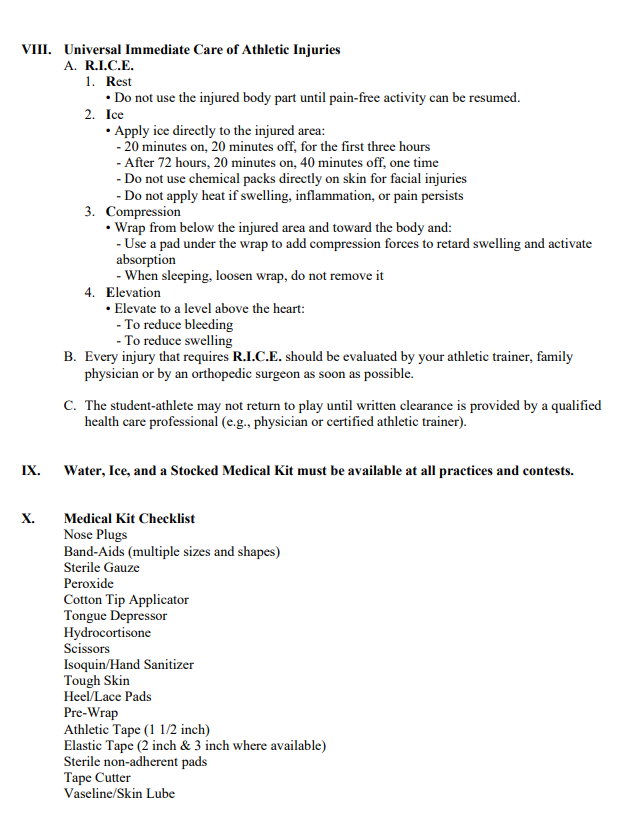 VIII. Universal Immediate Care of Athletic Injuries
A. R.I.C.E.
1. Rest
• Do not use the injured body part until pain-free activity can be resumed.
2. Ice
• Apply ice directly to the injured area:
- 20 minutes on, 20 minutes off, for the first three hours
- After 72 hours, 20 minutes on, 40 minutes off, one time
- Do not use chemical packs directly on skin for facial injuries
- Do not apply heat if swelling, inflammation, or pain persists
3. Compression
• Wrap from below the injured area and toward the body and:
- Use a pad under the wrap to add compression forces to retard swelling and activate
absorption
- When sleeping, loosen wrap, do not remove it
4. Elevation
• Elevate to a level above the heart:
- To reduce bleeding
- To reduce swelling
B. Every injury that requires R.I.C.E. should be evaluated by your athletic trainer, family
physician or by an orthopedic surgeon as soon as possible.
C. The student-athlete may not return to play until written clearance is provided by a qualified
health care professional (e.g., physician or certified athletic trainer).
IX. Water, Ice, and a Stocked Medical Kit must be available at all practices and contests.
X. Medical Kit Checklist
Nose Plugs
Band-Aids (multiple sizes and shapes)
Sterile Gauze
Peroxide
Cotton Tip Applicator
Tongue Depressor
Hydrocortisone
Scissors
Isoquin/Hand Sanitizer
Tough Skin
Heel/Lace Pads
Pre-Wrap
Athletic Tape (1 1/2 inch)
Elastic Tape (2 inch & 3 inch where available)
Sterile non-adherent pads
Tape Cutter
Vaseline/Skin Lube